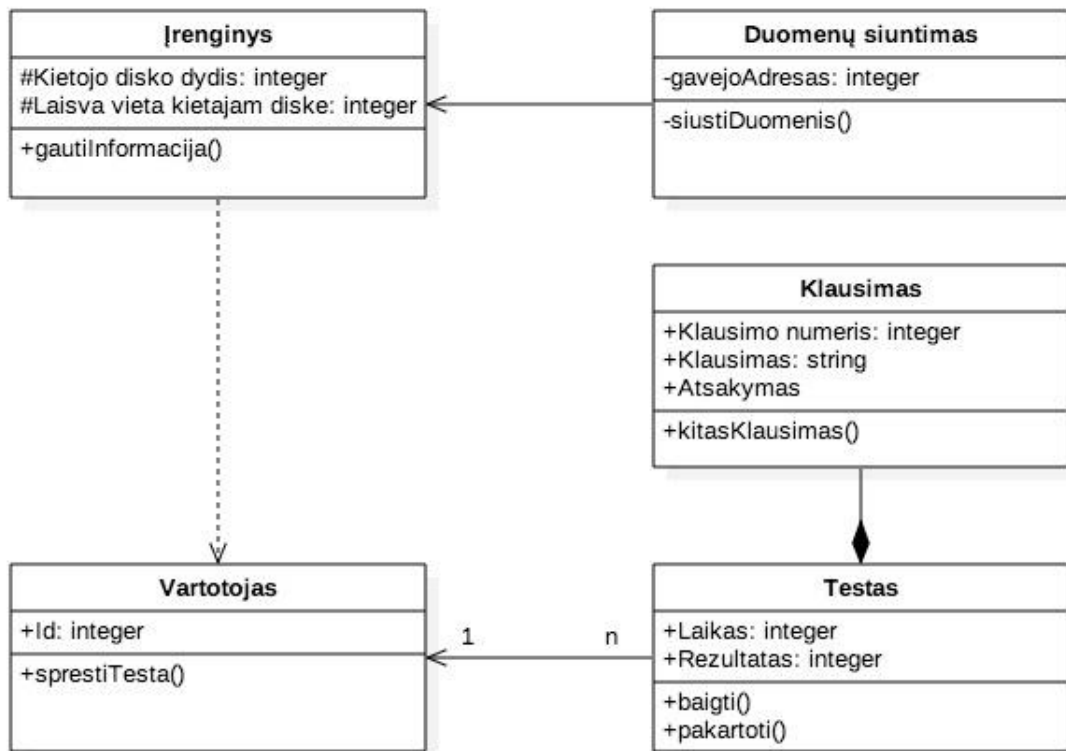 Įrenginys
#Kietojo disko dydis: integer
#Laisva vieta kietajam diske: integer
+gautiInformacija()
Duomenų siuntimas
-gavejoAdresas: integer
-siustiDuomenis()
Klausimas
+Klausimo numeris: integer
+Klausimas: string
+Atsakymas
+kitasKlausimas()
Vartotojas
+Id: integer
+sprestiTesta()
1
n
Testas
+Laikas: integer
+Rezultatas: integer
+baigti()
+pakartoti()